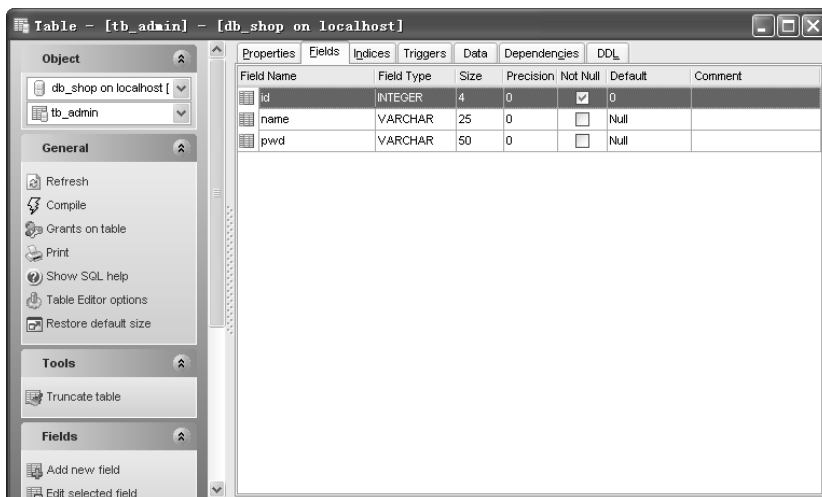 Table - [tb_admin] - [db_shop on localhost]
Object
db_shop on localhost [
tb_admin
General
Refresh
Compile
Grants on table
Print
Show SQL help
Table Editor options
Restore default size
Tools
Truncate table
Fields
Add new field
Edit selected field
Properties Fields Indices Triggers Data Dependencies DDL
Field Name Field Type Size Precision Not Null Default Comment
id INTEGER 4 0 0
name VARCHAR 25 0 Null
pwd VARCHAR 50 0 Null